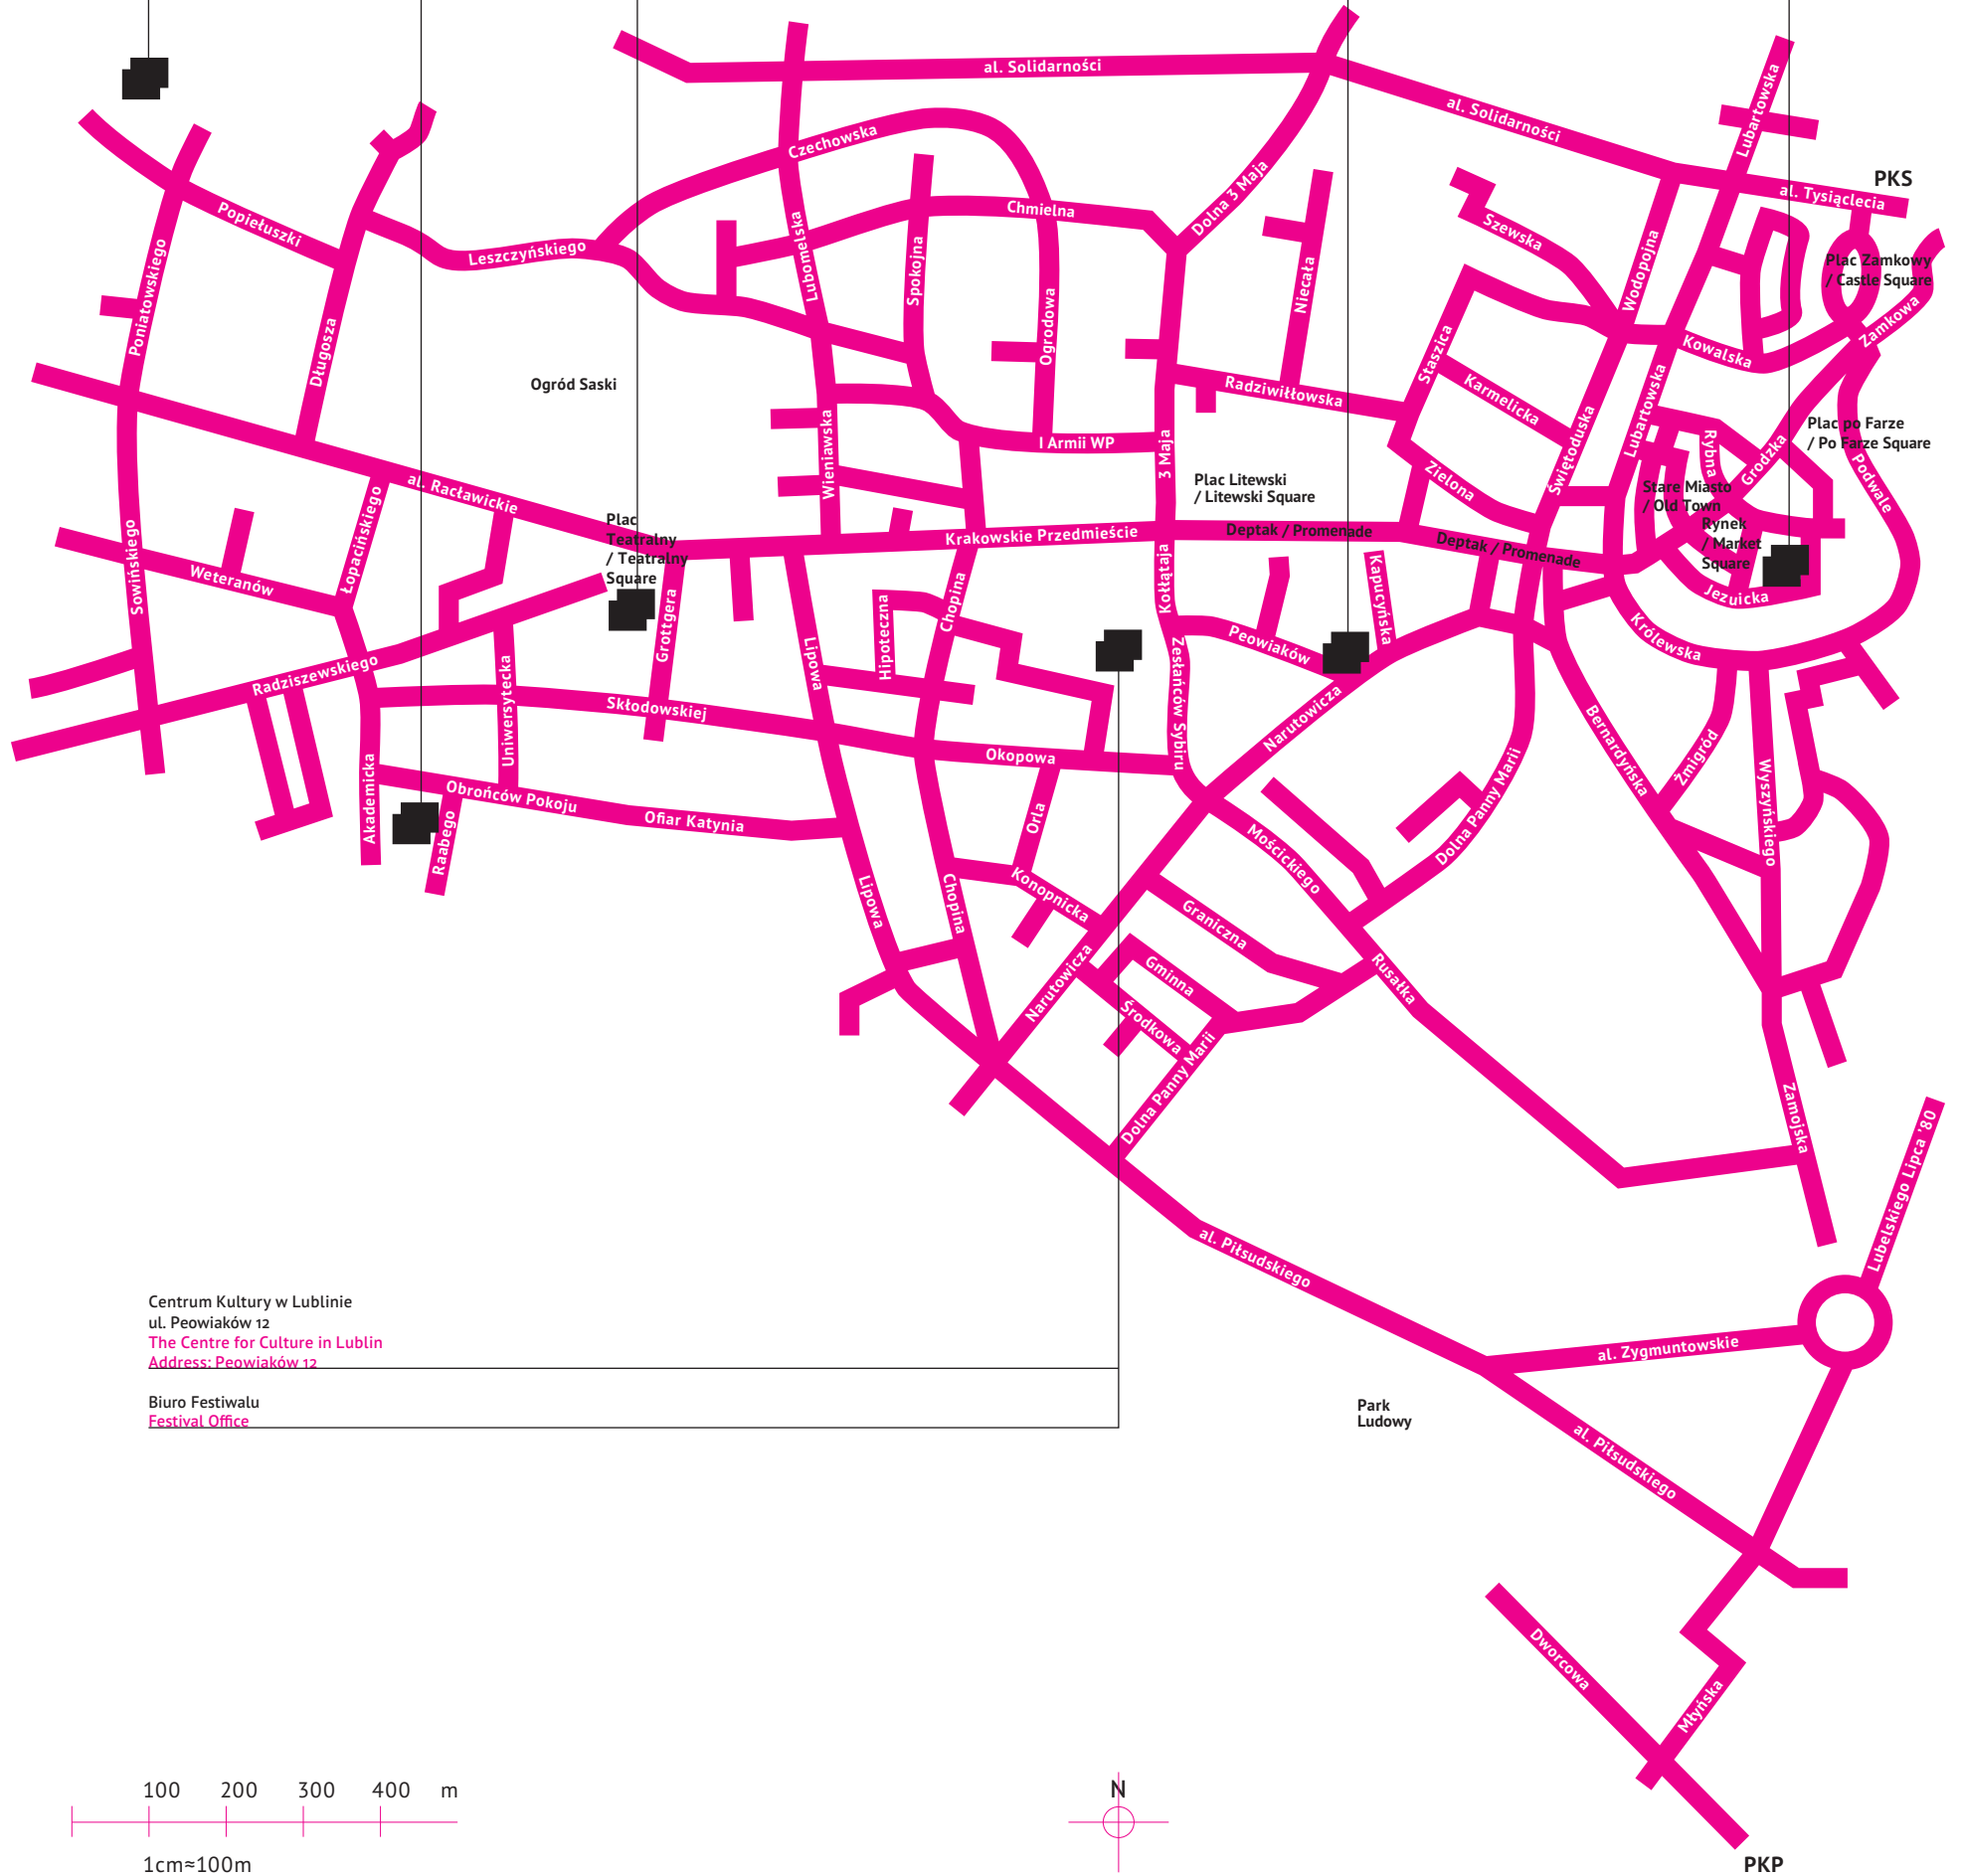 al. Solidarności
al. Solidarności
Lubartowska
al. Tysiąclecia
PKS
Czechowska
Dolna 3 Maja
Popiełuszki
Poniatowskiego
Leszczyńskiego
Lubomelska
Chmielna
Spokojna
Ogrodowa
Niecała
Szewska
Wodopojna
Plac Zamkowy
/ Castle Square
Zamkowa
Kowalska
Długosza
Ogród Saski
Staszica
Karmelicka
Radziwiłłowska
Lubartowska
Świętoduska
Rybna
Grodzka
Plac po Farze
/ Po Farze Square
Podwale
Wieniawska
I Armii WP
3 Maja
Plac Litewski
/ Litewski Square
Zielona
Stare Miasto
/ Old Town
Rynek
/ Market
Square
Jezuicka
al. Racławickie
Łopacińskiego
Plac
Teatralny
/ Teatralny
Square
Krakowskie Przedmieście
Deptak / Promenade
Deptak / Promenade
Sowińskiego
Weteranów
Grottgera
Hipoteczna
Chopina
Kołłątaja
Peowiaków
Kapucyńska
Królewska
Radziszewskiego
Uniwersytecka
Skłodowskiej
Lipowa
Okopowa
Zesłańców Sybiru
Narutowicza
Bernardyńska
Żmigród
Wyszyńskiego
Akademicka
Obrońców Pokoju
Raabego
Ofiar Katynia
Orla
Mościckiego
Dolna Panny Marii
Lipowa
Chopina
Konopnicka
Graniczna
Narutowicza
Gminna
Środkowa
Dolna Panny Marii
Rusałka
Zamojska
Lubelskiego Lipca '80
al. Piłsudskiego
al. Zygmuntowskie
Centrum Kultury w Lublinie
ul. Peowiaków 12
The Centre for Culture in Lublin
Address: Peowiaków 12
Biuro Festiwalu
Festival Office
Park
Ludowy
al. Piłsudskiego
Dworcowa
Młyńska
PKP
100 200 300 400 m
1cm≈100m
N